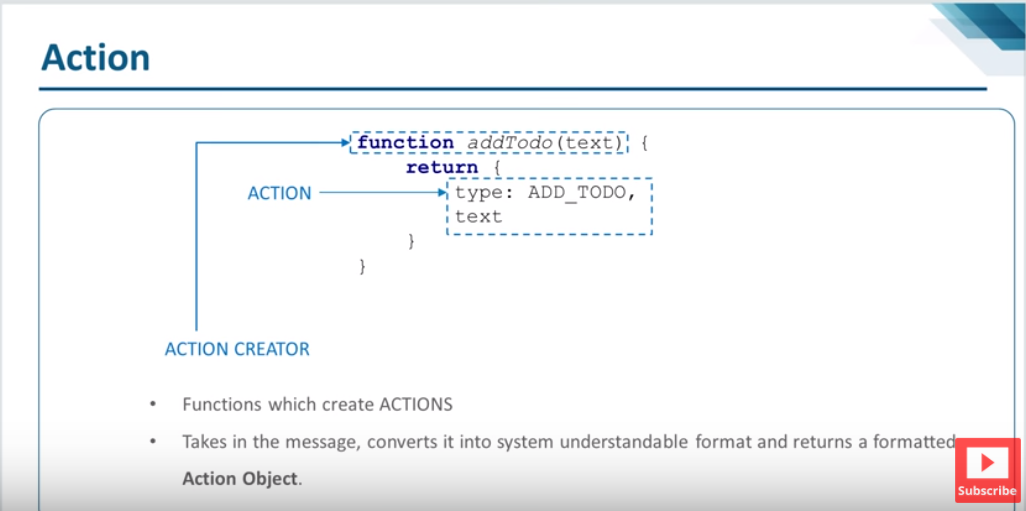 Action
function addTodo(text) {
return {
ACTION
type: ADD_TODO,
text
}
}
ACTION CREATOR
• Functions which create ACTIONS
• Takes in the message, converts it into system understandable format and returns a formatted
Action Object.
Subscribe